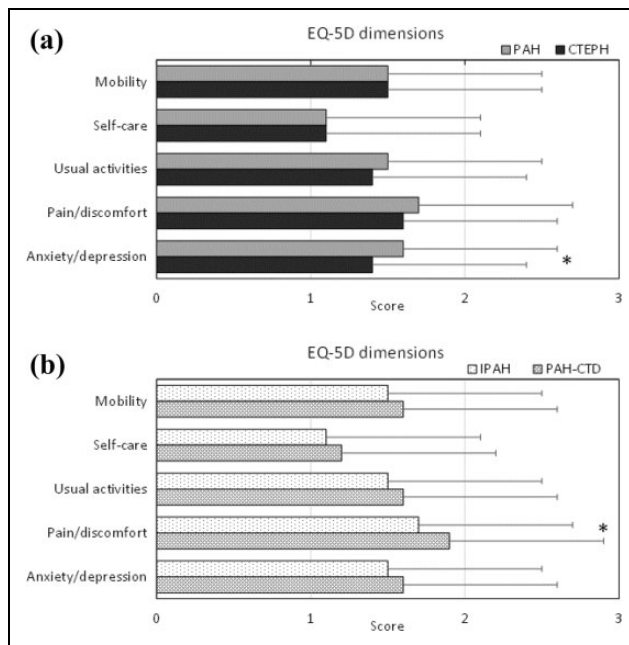 (a)
EQ-5D dimensions
PAH CTEPH
Mobility
Self-care
Usual activities
Pain/discomfort
Anxiety/depression
*
0 1 2 3
Score
(b)
EQ-5D dimensions
IPAH PAH-CTD
Mobility
Self-care
Usual activities
Pain/discomfort
*
Anxiety/depression
0 1 2 3
Score